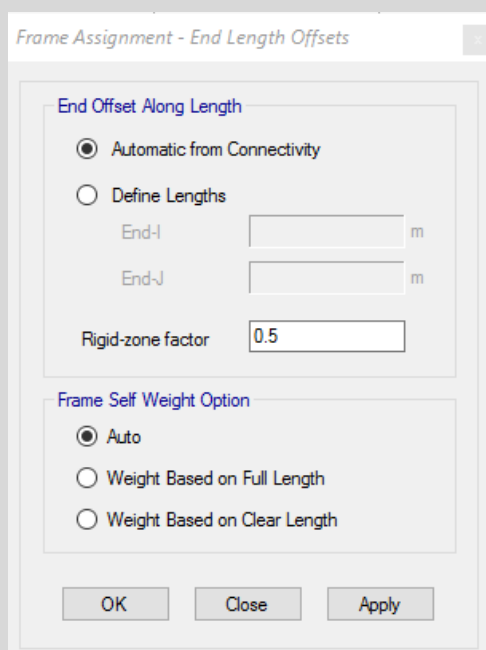 Frame Assignment - End Length Offsets
x
End Offset Along Length
Automatic from Connectivity
Define Lengths
End-I m
End-J m
Rigid-zone factor 0.5
Frame Self Weight Option
Auto
Weight Based on Full Length
Weight Based on Clear Length
OK Close Apply